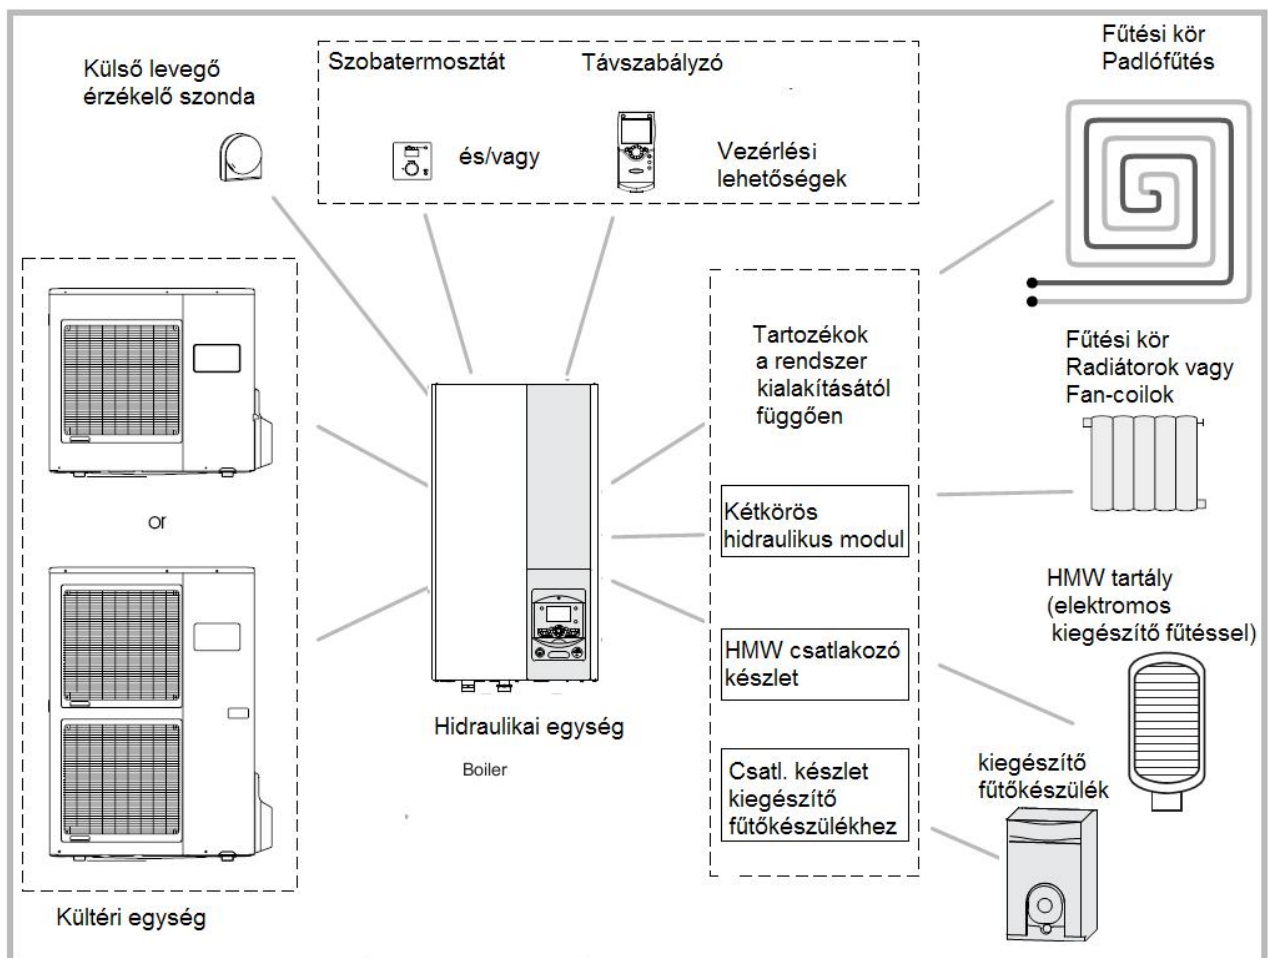 Külső levegő
érzékelő szonda
Szobatermosztát
Távszabályzó
és/vagy
Vezérlési
lehetőségek
Fűtési kör
Padlófűtés
Tartozékok
a rendszer
kialakításától
függően
Fűtési kör
Radiátorok vagy
Fan-coilok
or
Kétkörös
hidraulikus modul
HMW tartály
(elektromos
kiegészítő fűtéssel)
HMW csatlakozó
készlet
Hidraulikai egység
Boiler
Csatl. készlet
kiegészítő
fűtőkészülékhez
kiegészítő
fűtőkészülék
Kültéri egység